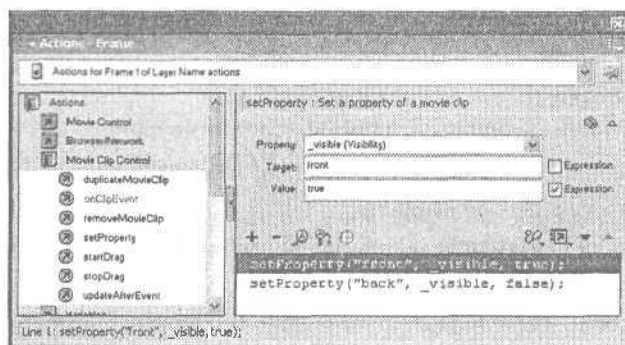 Actions - Frame
Actions for Frame 1 of Layer Name actions
Actions
Movie Control
Browser/Network
Movie Clip Control
duplicateMovieClip
onClipEvent
removeMovieClip
setProperty
startDrag
stopDrag
updateAfterEvent
Variables
setProperty : Set a property of a movie clip
Property: _visible (Visibility)
Target: front
Expression
Value: true
Expression
setProperty("front", _visible, true);
setProperty("back", _visible, false);
Line 1: setProperty("front", _visible, true);